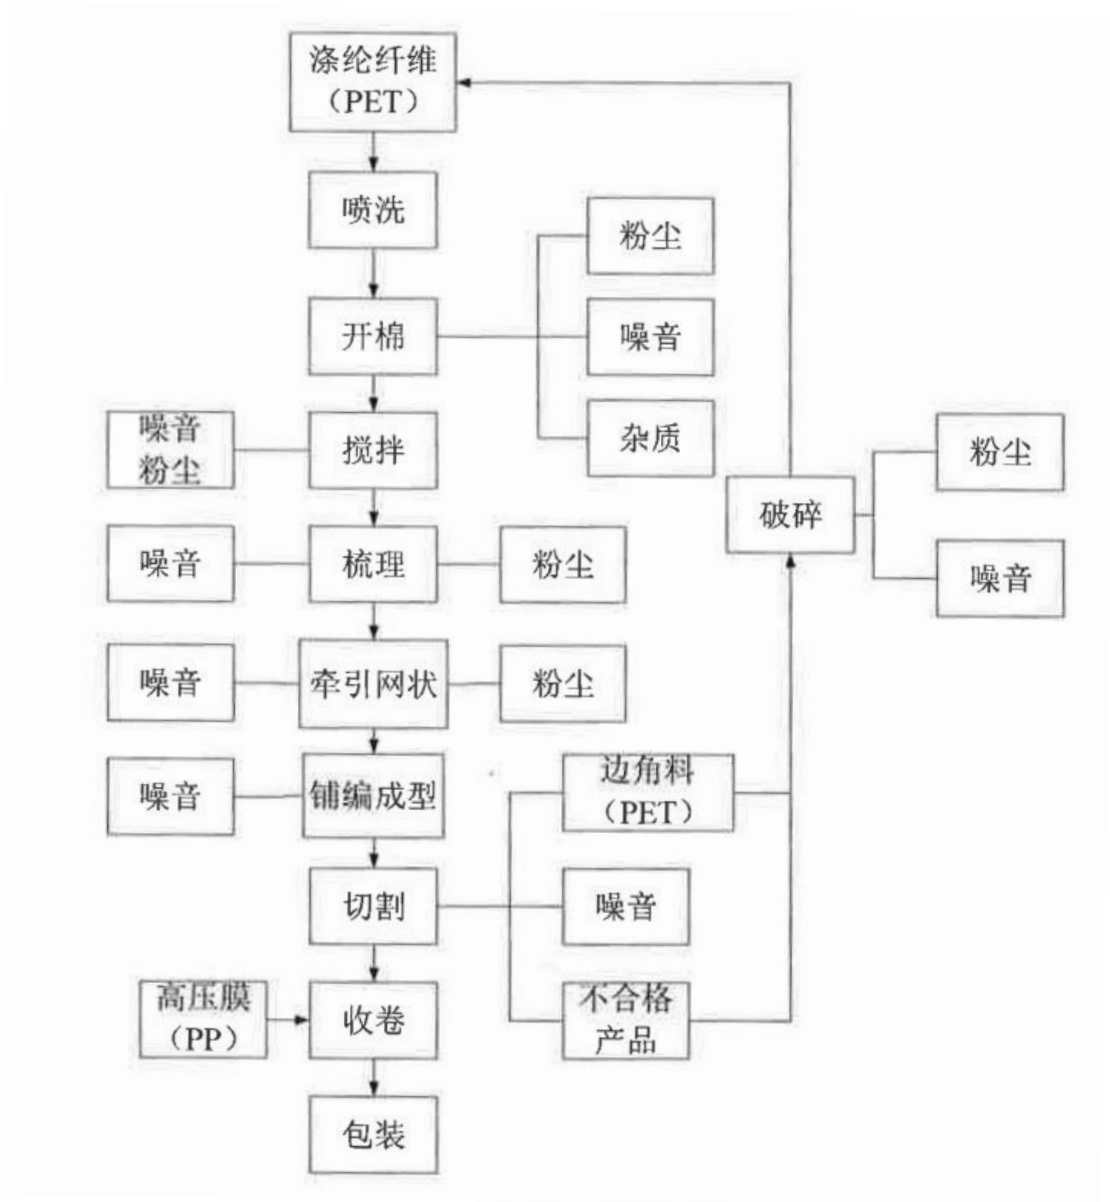 涤纶纤维
（PET）
喷洗
粉尘
开棉
噪音
杂质
噪音
粉尘
搅拌
粉尘
破碎
噪音
噪音
梳理
粉尘
噪音
牵引网状
粉尘
噪音
铺编成型
边角料
（PET）
切割
噪音
高压膜
（PP）
收卷
不合格
产品
包装